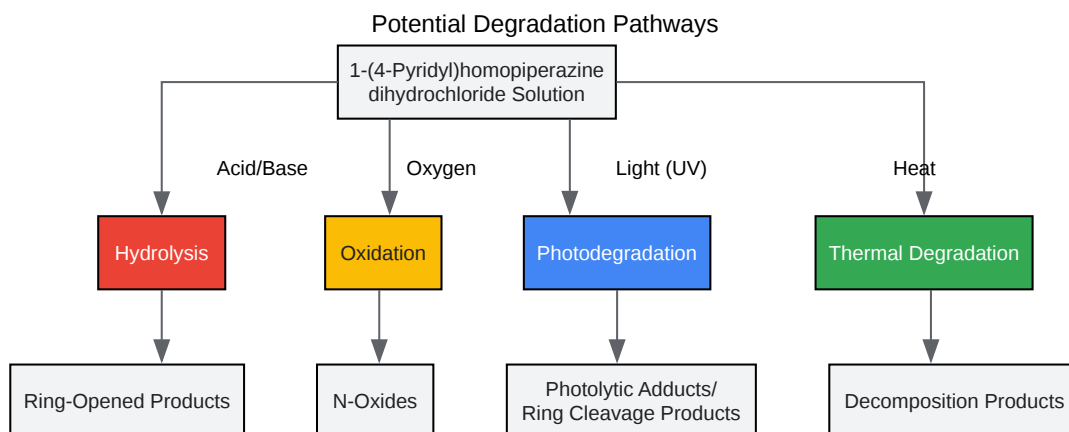 Potential Degradation Pathways
1-(4-Pyridyl)homopiperazine
dihydrochloride Solution
Acid/Base
Oxygen
Light (UV)
Heat
Hydrolysis
Oxidation
Photodegradation
Thermal Degradation
Ring-Opened Products
N-Oxides
Photolytic Adducts/
Ring Cleavage Products
Decomposition Products